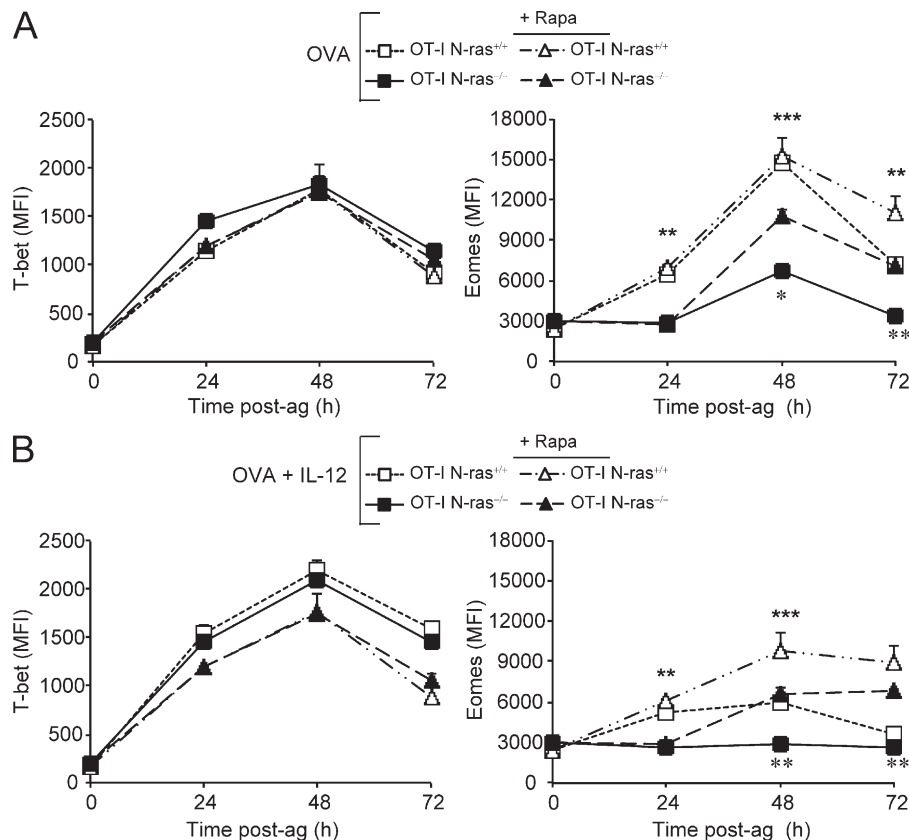 A
+ Rapa
OVA
OT-I N-ras+/+ OT-I N-ras+/+
OT-I N-ras-/- OT-I N-ras-/-
T-bet (MFI)
2500
2000
1500
1000
500
0
0 24 48 72
Time post-ag (h)
Eomes (MFI)
18000
15000
12000
9000
6000
3000
0
**
***
**
*
**
0 24 48 72
Time post-ag (h)
B
+ Rapa
OVA + IL-12
OT-I N-ras+/+ OT-I N-ras+/+
OT-I N-ras−/− OT-I N-ras−/−
T-bet (MFI)
2500
2000
1500
1000
500
0
0 24 48 72
Time post-ag (h)
Eomes (MFI)
18000
15000
12000
9000
6000
3000
0
**
***
**
**
0 24 48 72
Time post-ag (h)